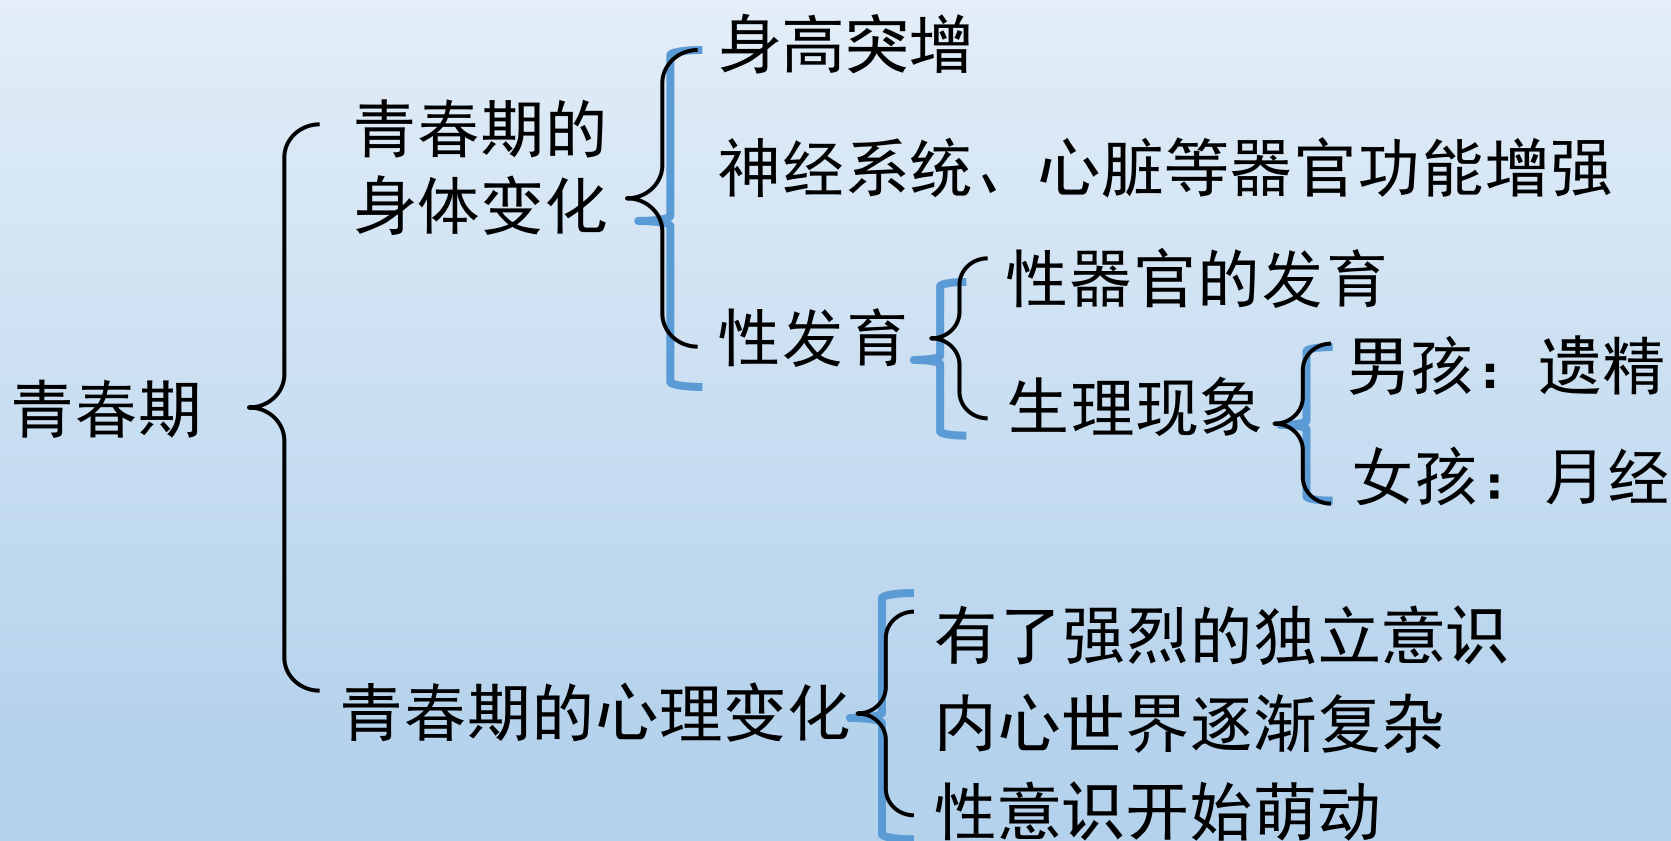 身高突增
青春期的
身体变化
神经系统、心脏等器官功能增强
性器官的发育
性发育
男孩：遗精
生理现象
青春期
女孩：月经
有了强烈的独立意识
青春期的心理变化
内心世界逐渐复杂
性意识开始萌动